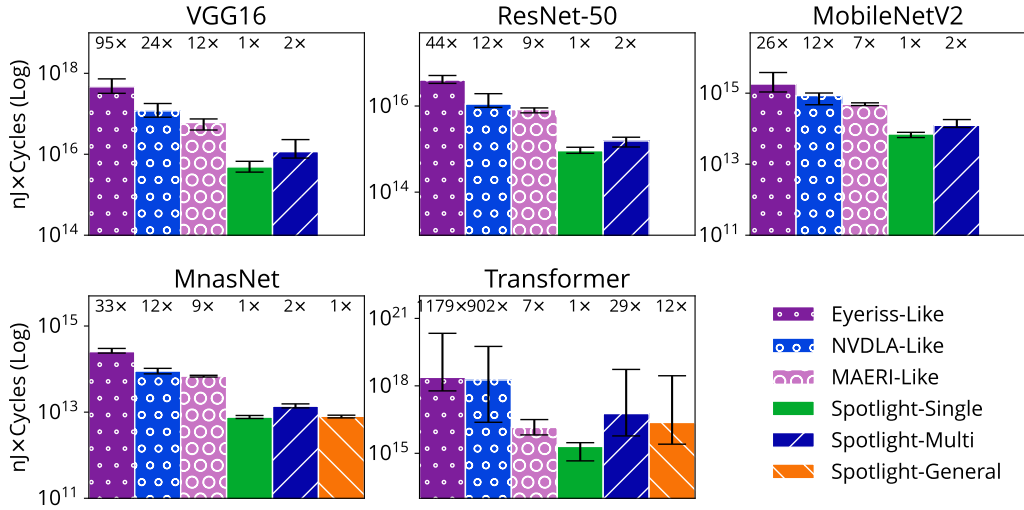 VGG16
95× 24× 12× 1× 2×
nJ×Cycles (Log)
10^18
10^16
10^14
ResNet-50
44× 12× 9× 1× 2×
10^16
10^14
MobileNetV2
26× 12× 7× 1× 2×
10^15
10^13
10^11
MnasNet
33× 12× 9× 1× 2× 1×
nJ×Cycles (Log)
10^15
10^13
10^11
Transformer
1179× 902× 7× 1× 29× 12×
10^21
10^18
10^15
Eyeriss-Like
NVDLA-Like
MAERI-Like
Spotlight-Single
Spotlight-Multi
Spotlight-General